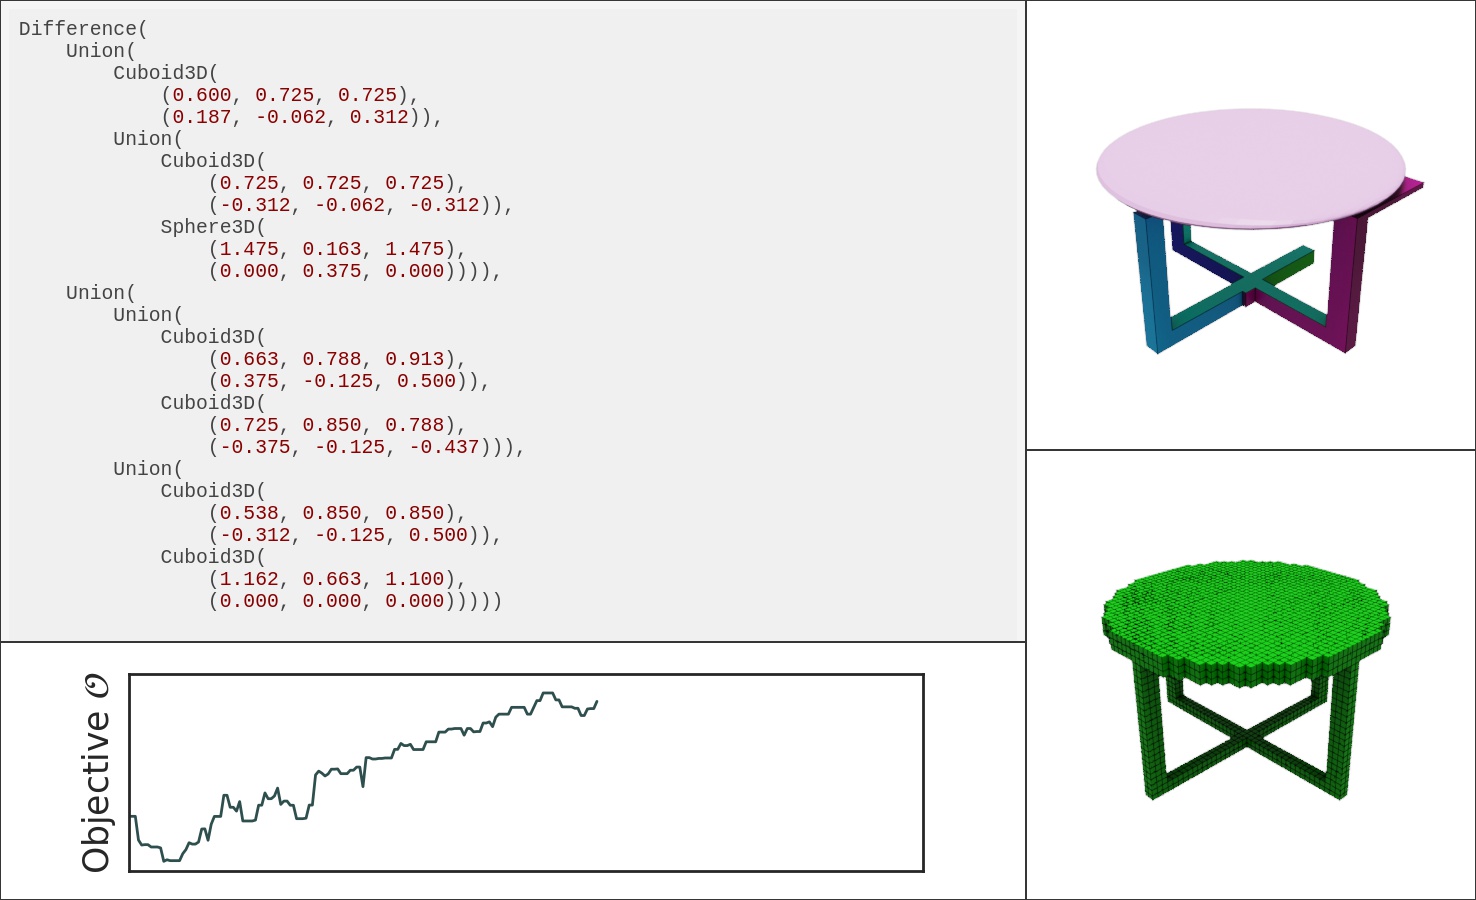 Difference(
    Union(
        Cuboid3D(
            (0.600, 0.725, 0.725),
            (0.187, -0.062, 0.312)),
        Union(
            Cuboid3D(
                (0.725, 0.725, 0.725),
                (-0.312, -0.062, -0.312)),
            Sphere3D(
                (1.475, 0.163, 1.475),
                (0.000, 0.375, 0.000)))),
    Union(
        Union(
            Cuboid3D(
                (0.663, 0.788, 0.913),
                (0.375, -0.125, 0.500)),
            Cuboid3D(
                (0.725, 0.850, 0.788),
                (-0.375, -0.125, -0.437))),
        Union(
            Cuboid3D(
                (0.538, 0.850, 0.850),
                (-0.312, -0.125, 0.500)),
            Cuboid3D(
                (1.162, 0.663, 1.100),
                (0.000, 0.000, 0.000)))))
Objective 𝒪